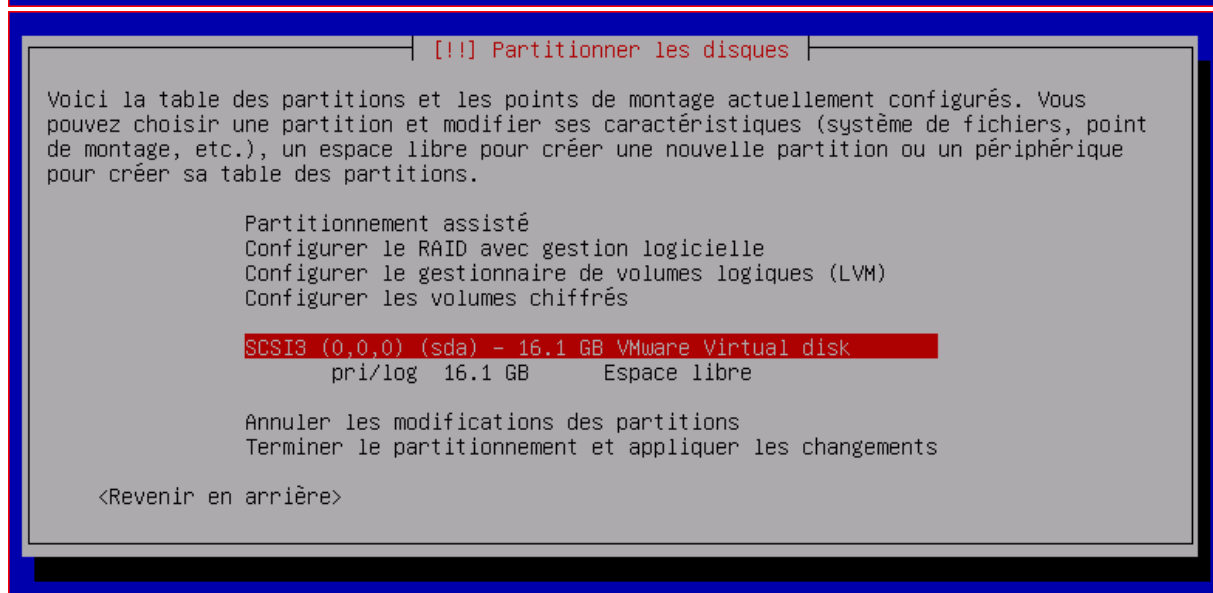 [!!] Partitionner les disques
Voici la table des partitions et les points de montage actuellement configurés. Vous
pouvez choisir une partition et modifier ses caractéristiques (système de fichiers, point
de montage, etc.), un espace libre pour créer une nouvelle partition ou un périphérique
pour créer sa table des partitions.
Partitionnement assisté
Configurer le RAID avec gestion logicielle
Configurer le gestionnaire de volumes logiques (LVM)
Configurer les volumes chiffrés
SCSI3 (0,0,0) (sda) - 16.1 GB VMware Virtual disk
pri/log 16.1 GB Espace libre
Annuler les modifications des partitions
Terminer le partitionnement et appliquer les changements
<Revenir en arrière>